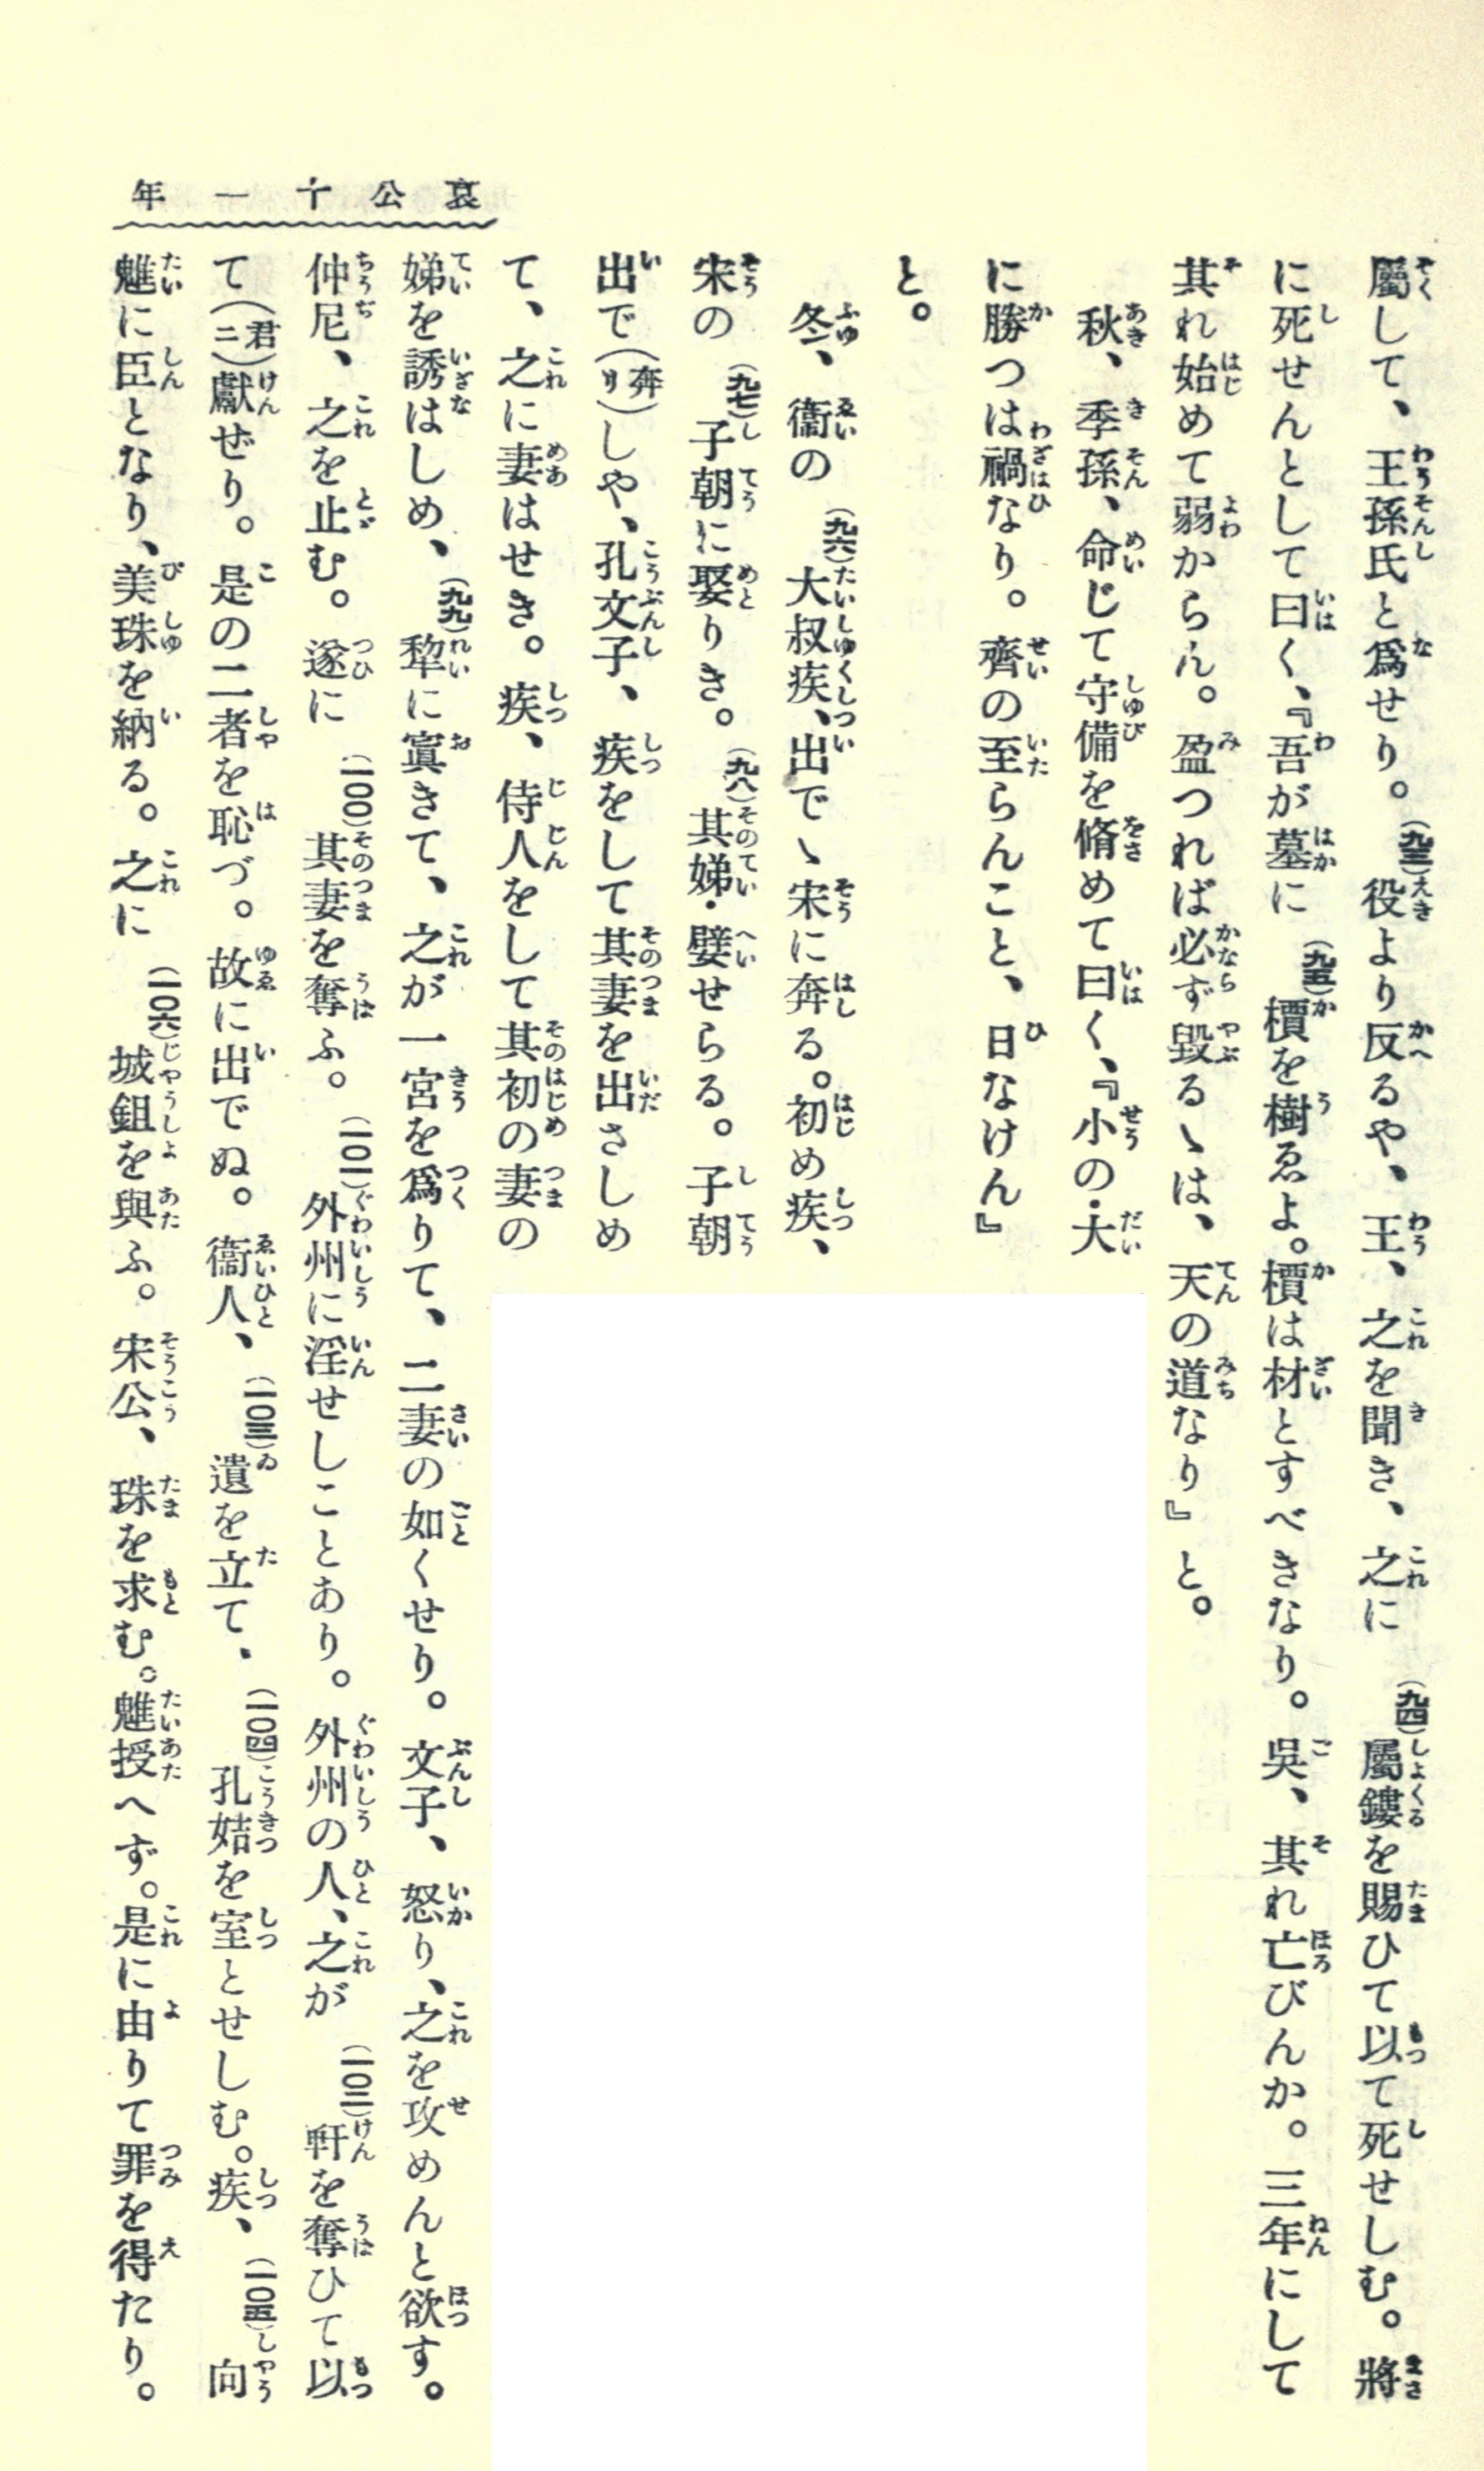 哀公十一年
屬して、王孫氏と爲せり。(九三)役より反るや、王、之を聞き、之に(九四)屬鏤を賜ひて以て死せしむ。將
に死せんとして曰く、『吾が墓に(九五)檟を樹ゑよ。檟は材とすべきなり。吳、其れ亡びんか。三年にして
其れ始めて弱からん。盈つれば必ず毀るゝは、天の道なり』と。
秋、季孫、命じて守備を脩めて曰く、『小の・大
に勝つは禍なり。齊の至らんこと、日なけん』
と。
冬、衞の(九六)大叔疾、出でゝ宋に奔る。初め疾、
宋の(九七)子朝に娶りき。(九八)其娣・嬖せらる。子朝
出で(奔リ)しや、孔文子、疾をして其妻を出さしめ
て、之に妻はせき。疾、侍人をして其初の妻の
娣を誘はしめ、(九九)犂に寘きて、之が一宮を爲りて、二妻の如くせり。文子、怒り、之を攻めんと欲す。
仲尼、之を止む。遂に(一〇〇)其妻を奪ふ。(一〇一)外州に淫せしことあり。外州の人、之が(一〇二)軒を奪ひて以
て(君ニ)獻ぜり。是の二者を恥づ。故に出でぬ。衞人、(一〇三)遺を立て、(一〇四)孔姞を室とせしむ。疾、(一〇五)向
魋に臣となり、美珠を納る。之に(一〇六)城鉏を與ふ。宋公、珠を求む。魋授へず。是に由りて罪を得たり。